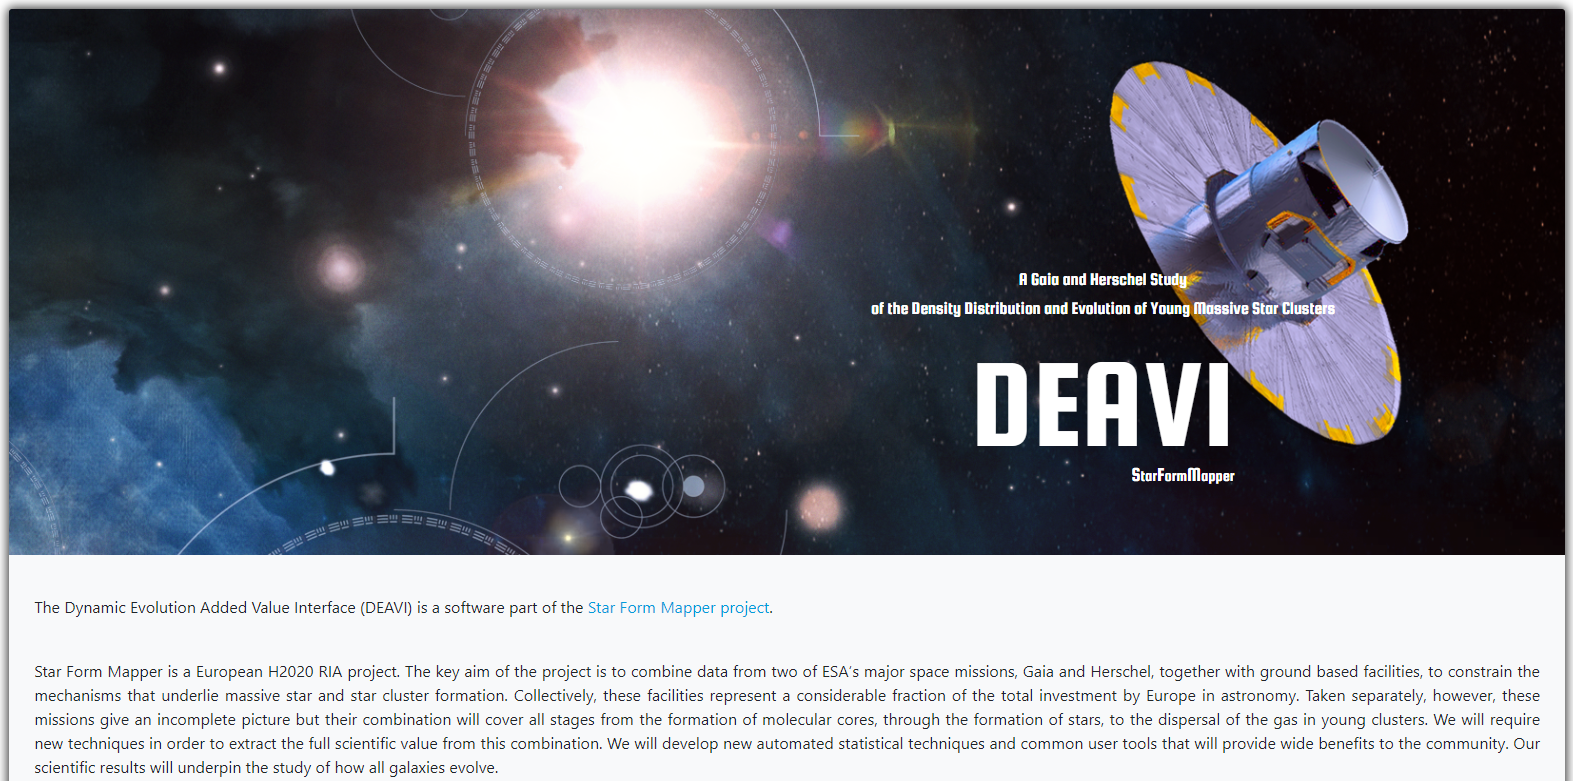 A Gaia and Herschel Study
of the Density Distribution and Evolution of Young Massive Star Clusters
DEAVI
StarFormMapper
The Dynamic Evolution Added Value Interface (DEAVI) is a software part of the Star Form Mapper project.
Star Form Mapper is a European H2020 RIA project. The key aim of the project is to combine data from two of ESA's major space missions, Gaia and Herschel, together with ground based facilities, to constrain the
mechanisms that underlie massive star and star cluster formation. Collectively, these facilities represent a considerable fraction of the total investment by Europe in astronomy. Taken separately, however, these
missions give an incomplete picture but their combination will cover all stages from the formation of molecular cores, through the formation of stars, to the dispersal of the gas in young clusters. We will require
new techniques in order to extract the full scientific value from this combination. We will develop new automated statistical techniques and common user tools that will provide wide benefits to the community. Our
scientific results will underpin the study of how all galaxies evolve.